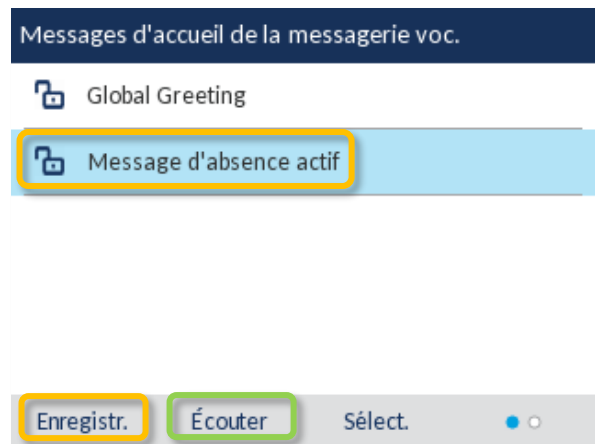 Messages d'accueil de la messagerie voc.
Global Greeting
Message d'absence actif
Enregistr. Écouter Sélect.